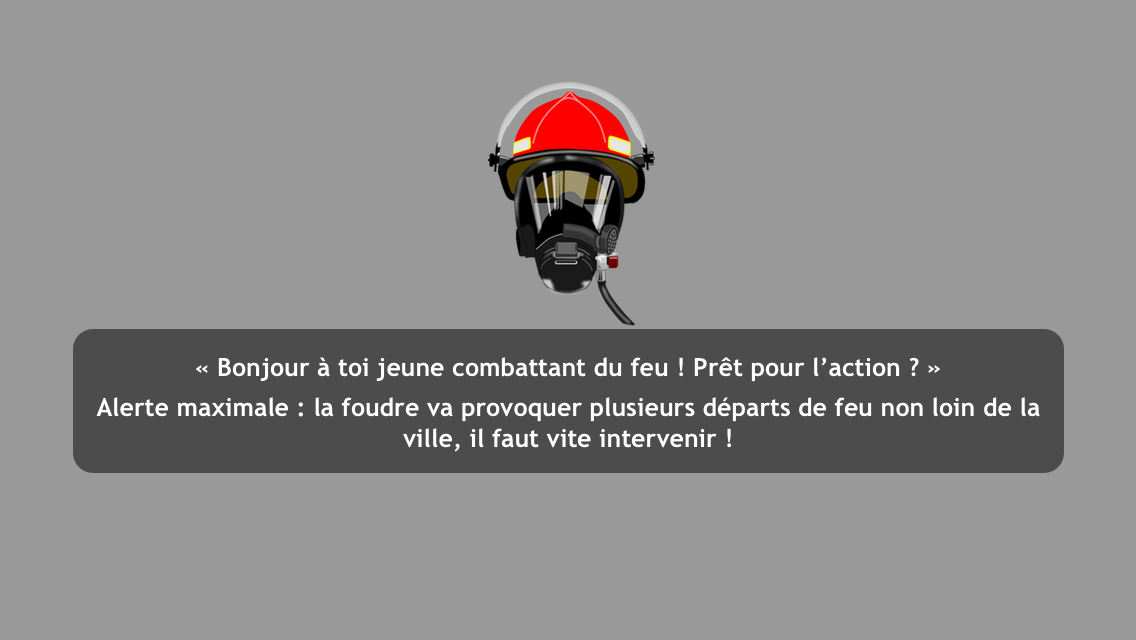 « Bonjour à toi jeune combattant du feu ! Prêt pour l’action ? »
Alerte maximale : la foudre va provoquer plusieurs départs de feu non loin de la
ville, il faut vite intervenir !